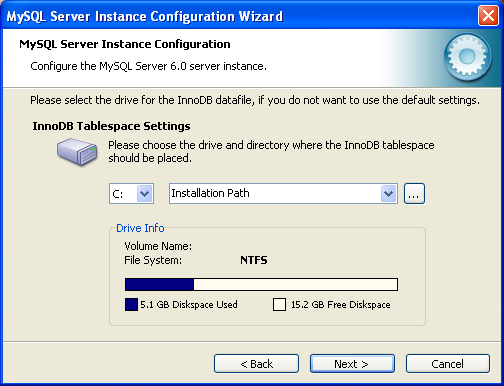 MySQL Server Instance Configuration Wizard
MySQL Server Instance Configuration
Configure the MySQL Server 6.0 server instance.
Please select the drive for the InnoDB datafile, if you do not want to use the default settings.
InnoDB Tablespace Settings
Please choose the drive and directory where the InnoDB tablespace
should be placed.
C: Installation Path ...
Drive Info
Volume Name:
File System: NTFS
5.1 GB Diskspace Used 15.2 GB Free Diskspace
< Back Next > Cancel